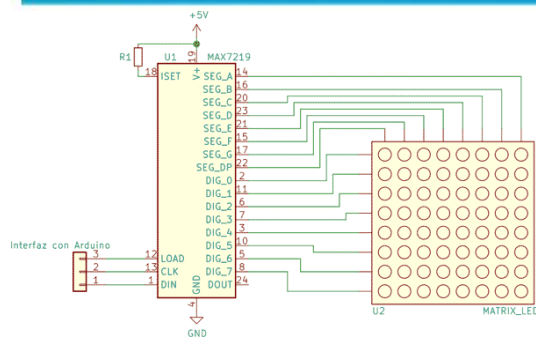 +5V
R1
U1
MAX7219
19
V+
18
ISET
SEG_A
14
SEG_B
16
SEG_C
20
SEG_D
23
SEG_E
21
SEG_F
15
SEG_G
17
SEG_DP
22
DIG_0
2
DIG_1
11
DIG_2
6
DIG_3
7
DIG_4
3
DIG_5
10
DIG_6
5
DIG_7
8
DOUT
24
Interfaz con Arduino
3
12
LOAD
2
13
CLK
1
1
DIN
GND
4
GND
U2
MATRIX_LED